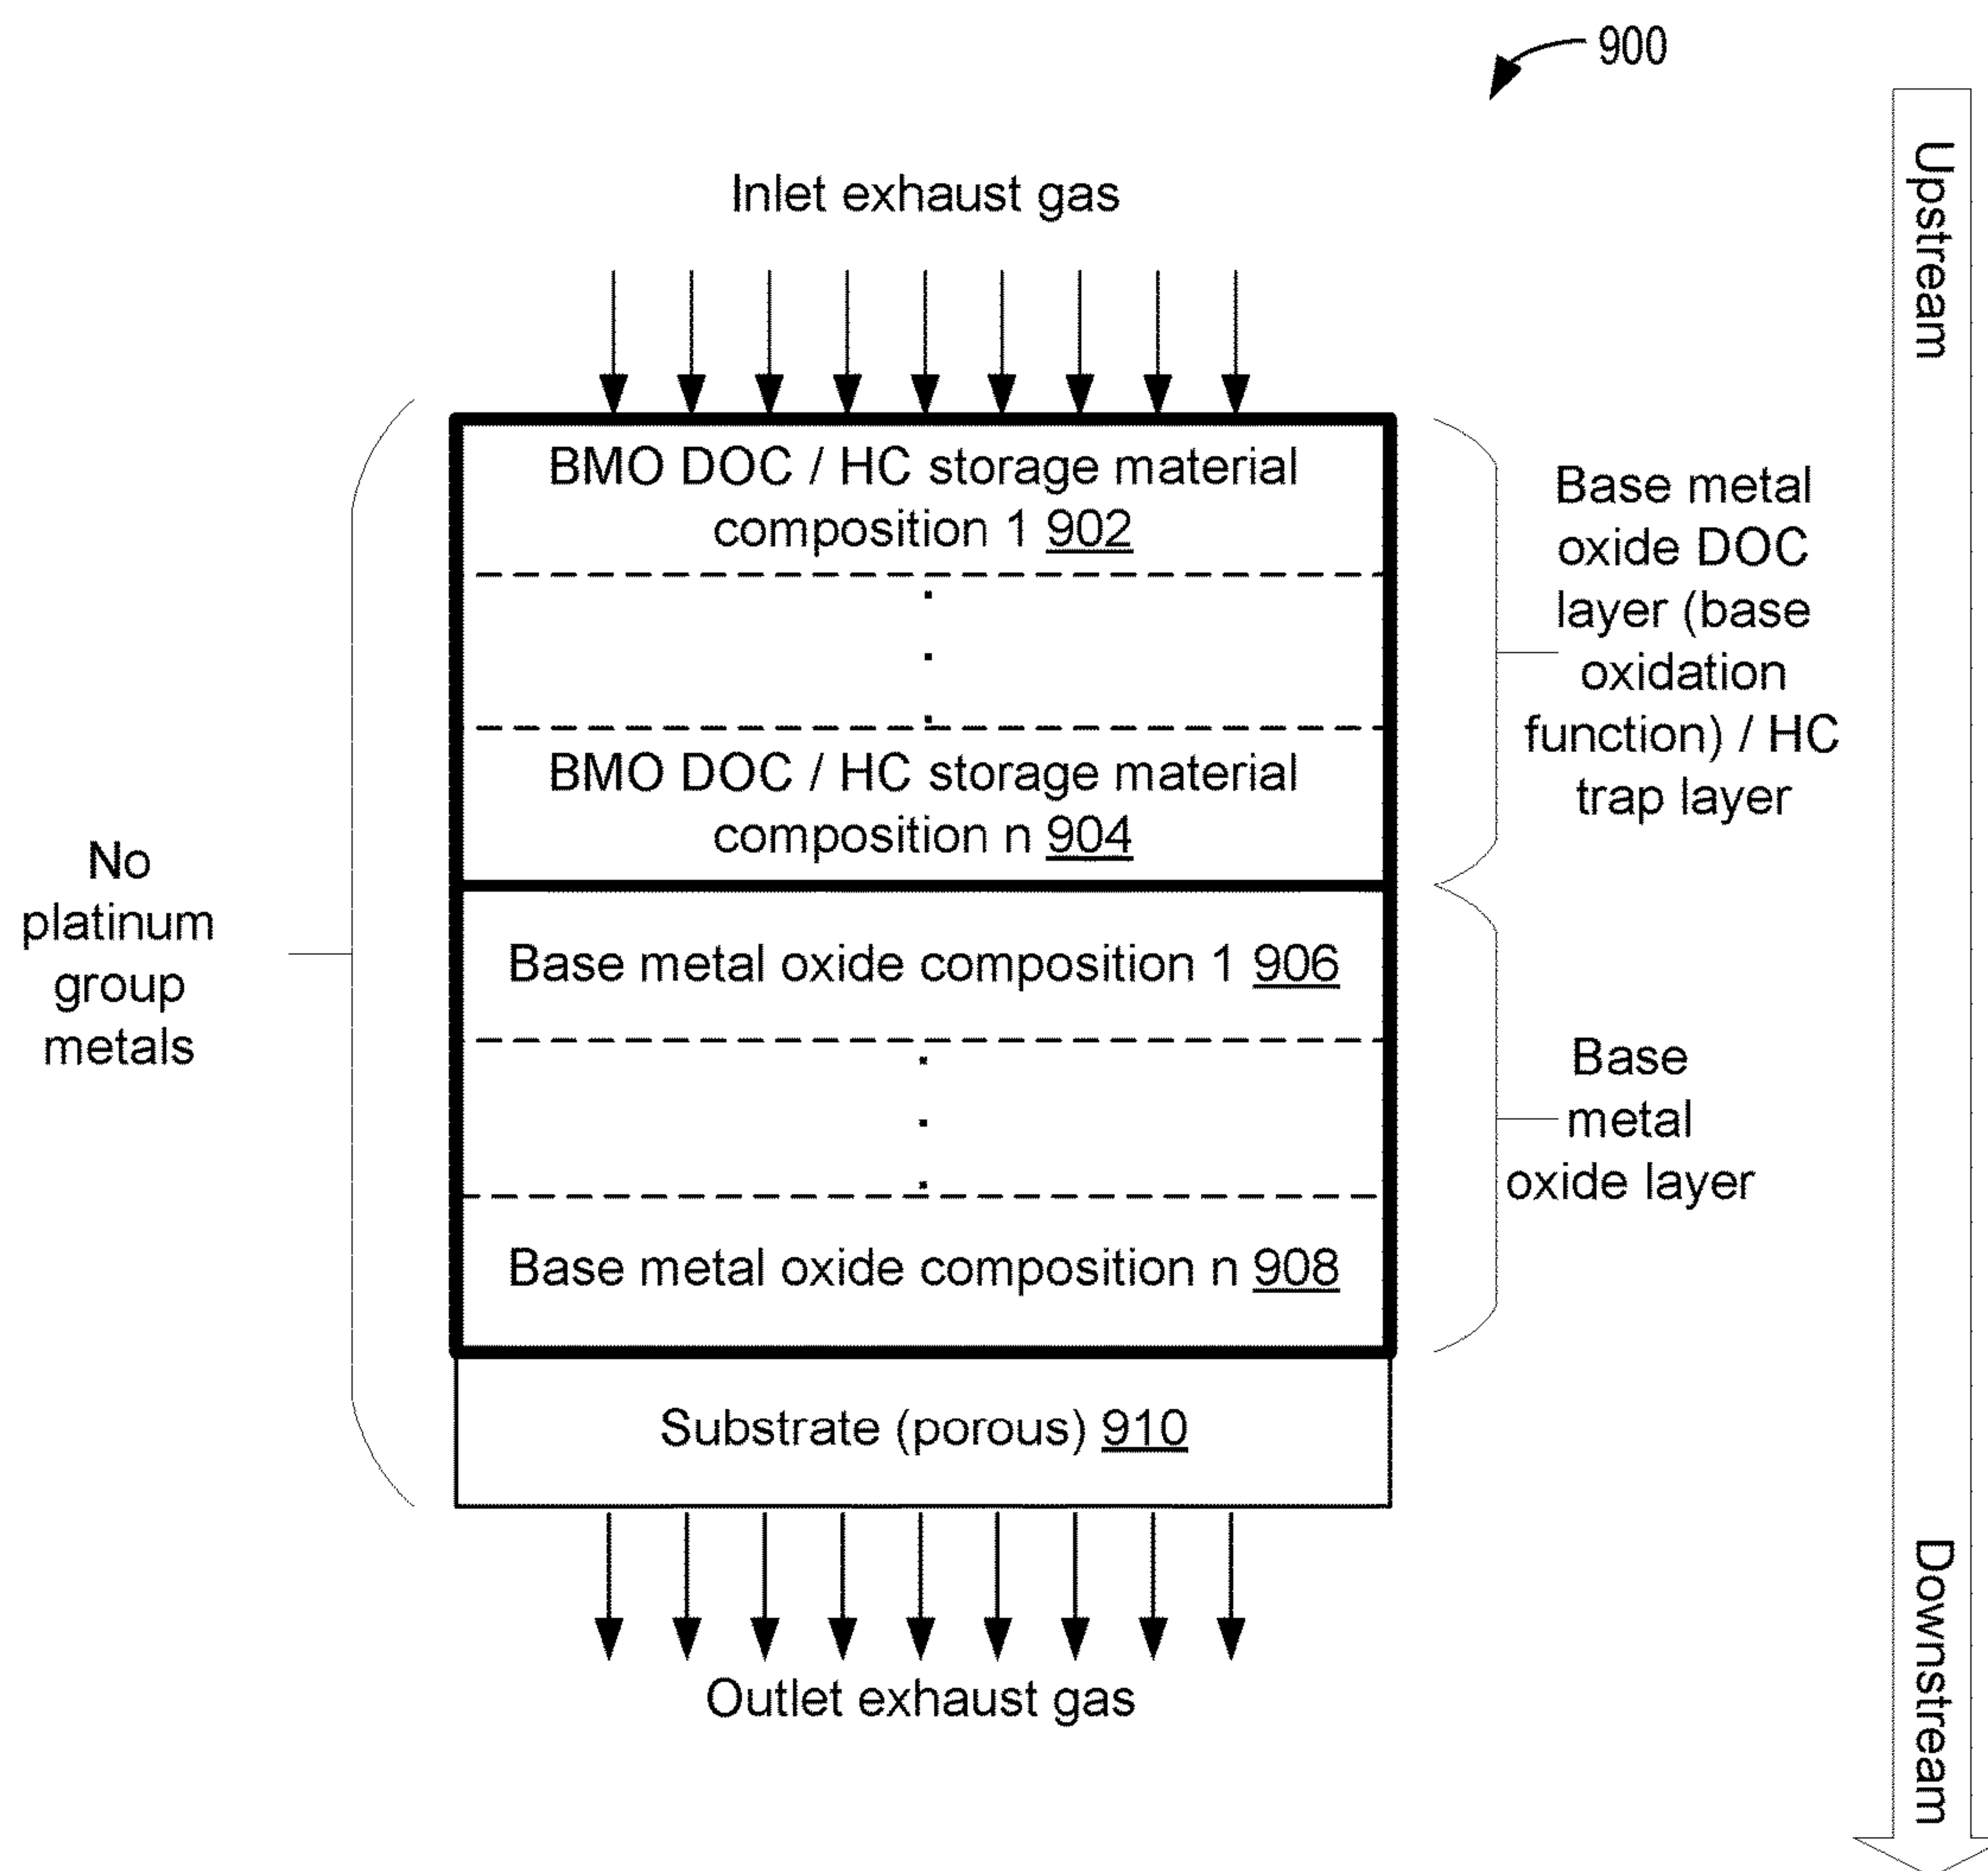 900
Upstream
Inlet exhaust gas
BMO DOC / HC storage material
composition 1 902
.
.
.
BMO DOC / HC storage material
composition n 904
Base metal
oxide DOC
layer (base
oxidation
function) / HC
trap layer
No
platinum
group
metals
Base metal oxide composition 1 906
.
.
.
Base metal oxide composition n 908
Base
metal
oxide layer
Substrate (porous) 910
Outlet exhaust gas
Downstream